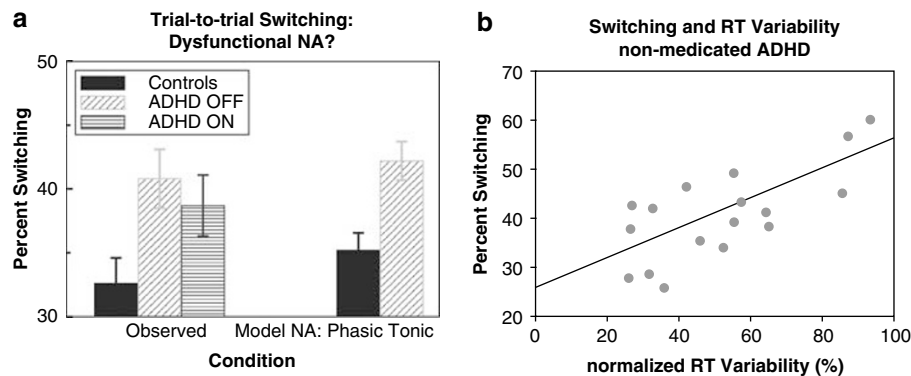 a
Trial-to-trial Switching:
Dysfunctional NA?
50
40
30
Percent Switching
Controls
ADHD OFF
ADHD ON
Observed
Model NA: Phasic Tonic
Condition
b
Switching and RT Variability
non-medicated ADHD
70
60
50
40
30
20
Percent Switching
0
20
40
60
80
100
normalized RT Variability (%)